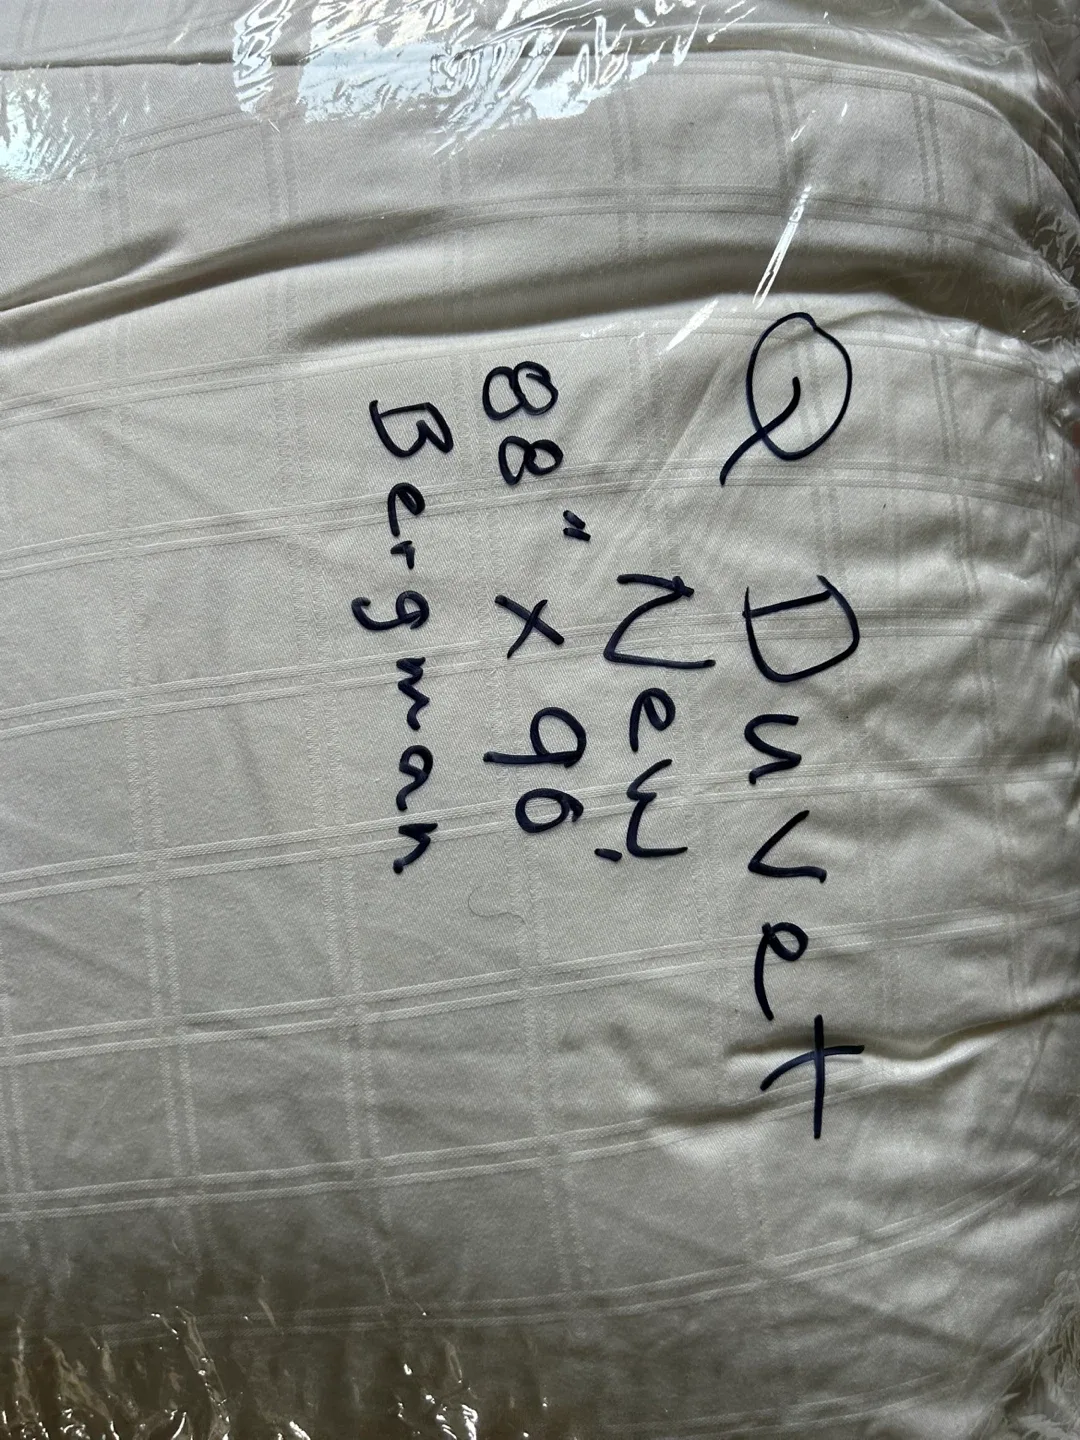 Q Duvet
New
88" x 96"
Bergman